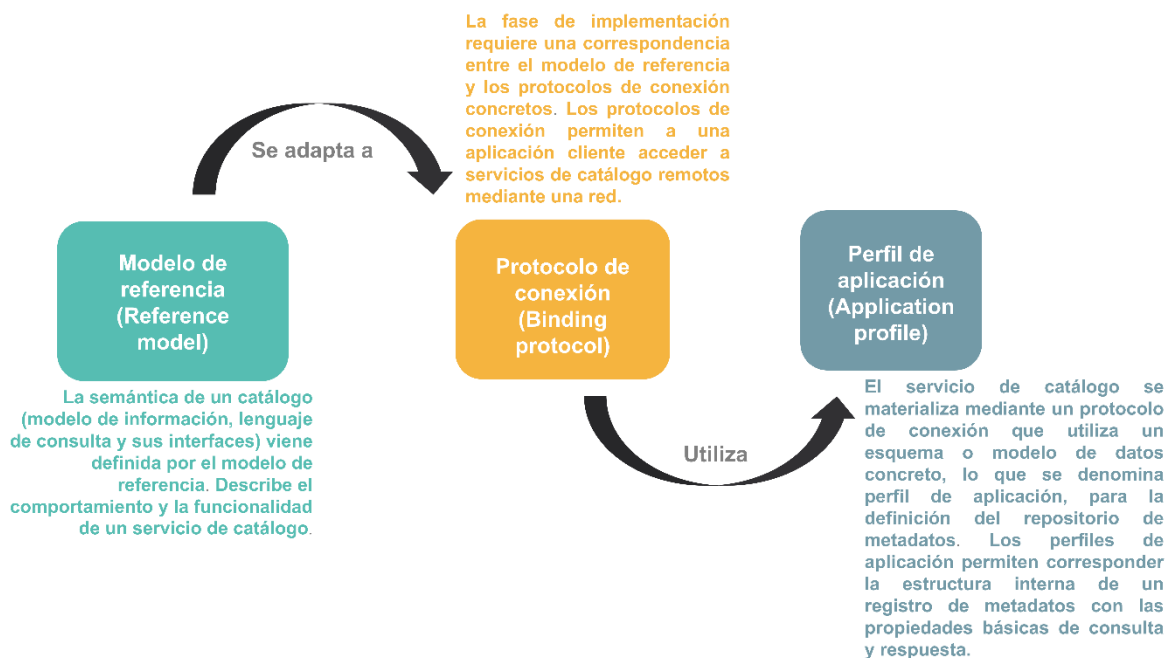 La fase de implementación
requiere una correspondencia
entre el modelo de referencia
y los protocolos de conexión
concretos. Los protocolos de
conexión permiten a una
aplicación cliente acceder a
servicios de catálogo remotos
mediante una red.
Se adapta a
Modelo de
referencia
(Reference
model)
Protocolo de
conexión
(Binding
protocol)
Perfil de
aplicación
(Application
profile)
La semántica de un catálogo
(modelo de información, lenguaje
de consulta y sus interfaces) viene
definida por el modelo de
referencia. Describe el
comportamiento y la funcionalidad
de un servicio de catálogo.
Utiliza
El servicio de catálogo se
materializa mediante un protocolo
de conexión que utiliza un
esquema o modelo de datos
concreto, lo que se denomina
perfil de aplicación, para la
definición del repositorio de
metadatos. Los perfiles de
aplicación permiten corresponder
la estructura interna de un
registro de metadatos con las
propiedades básicas de consulta
y respuesta.